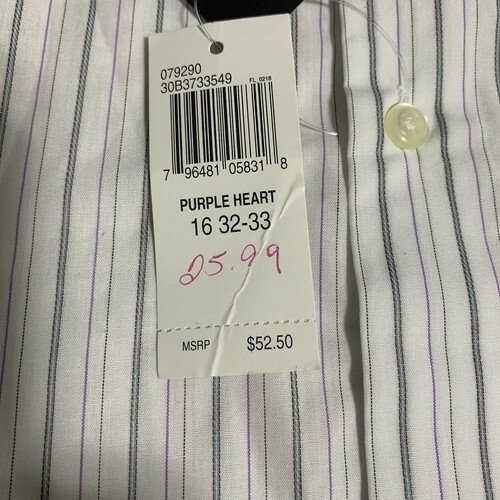 079290
30B3733549
FL 0218
7 96481 05831 8
PURPLE HEART
16 32-33
25.99
MSRP $52.50